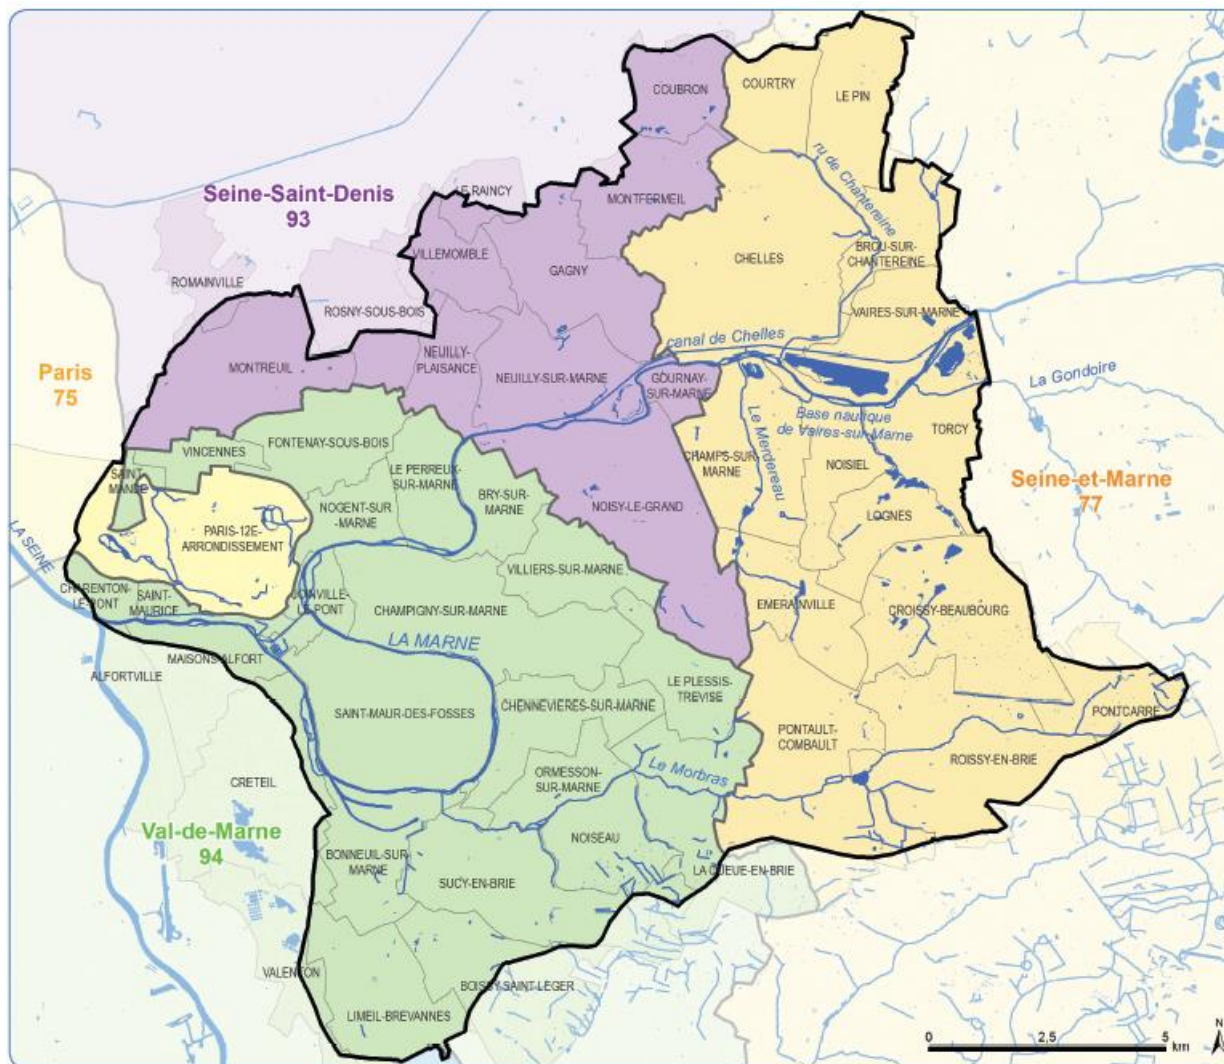 COUBRON
COURTRY
LE PIN
ru de Chantereine
Seine-Saint-Denis
93
LE RAINCY
MONTFERMEIL
VILLEMOMBLE
GAGNY
CHELLES
BROU-SUR-
CHANTEREINE
ROMAINVILLE
ROSNY-SOUS-BOIS
VAIRES-SUR-MARNE
canal de Chelles
Paris
75
MONTREUIL
NEUILLY-
PLAISANCE
NEUILLY-SUR-MARNE
GOURNAY-
SUR-MARNE
La Gondoire
Base nautique
de Vaires-sur-Marne
Le Merdereau
TORCY
VINCENNES
FONTENAY-SOUS-BOIS
LE PERREUX-
SUR-MARNE
CHAMPS-SUR-
MARNE
NOISIEL
SAINT-
MANDE
BRY-SUR-
MARNE
NOGENT-SUR-
MARNE
NOISY-LE-GRAND
LOGNES
Seine-et-Marne
77
LA SEINE
PARIS-12E-
ARRONDISSEMENT
VILLIERS-SUR-MARNE
CHARENTON-
LE-PONT
SAINT-
MAURICE
JOINVILLE-
LE-PONT
CHAMPIGNY-SUR-MARNE
EMERAINVILLE
CROISSY-BEAUBOURG
LA MARNE
MAISONS-ALFORT
ALFORTVILLE
LE PLESSIS-
TREVISE
SAINT-MAUR-DES-FOSSES
CHENNEVIERES-SUR-MARNE
PONTCARRE
PONTAULT-
COMBAULT
ROISSY-EN-BRIE
Le Morbras
ORMESSON-
SUR-MARNE
CRETEIL
Val-de-Marne
94
NOISEAU
BONNEUIL-SUR-
MARNE
SUCY-EN-BRIE
LA QUEUE-EN-BRIE
VALENTON
BOISSY-SAINT-LEGER
LIMEIL-BREVANNES
0 2,5 5
km
N